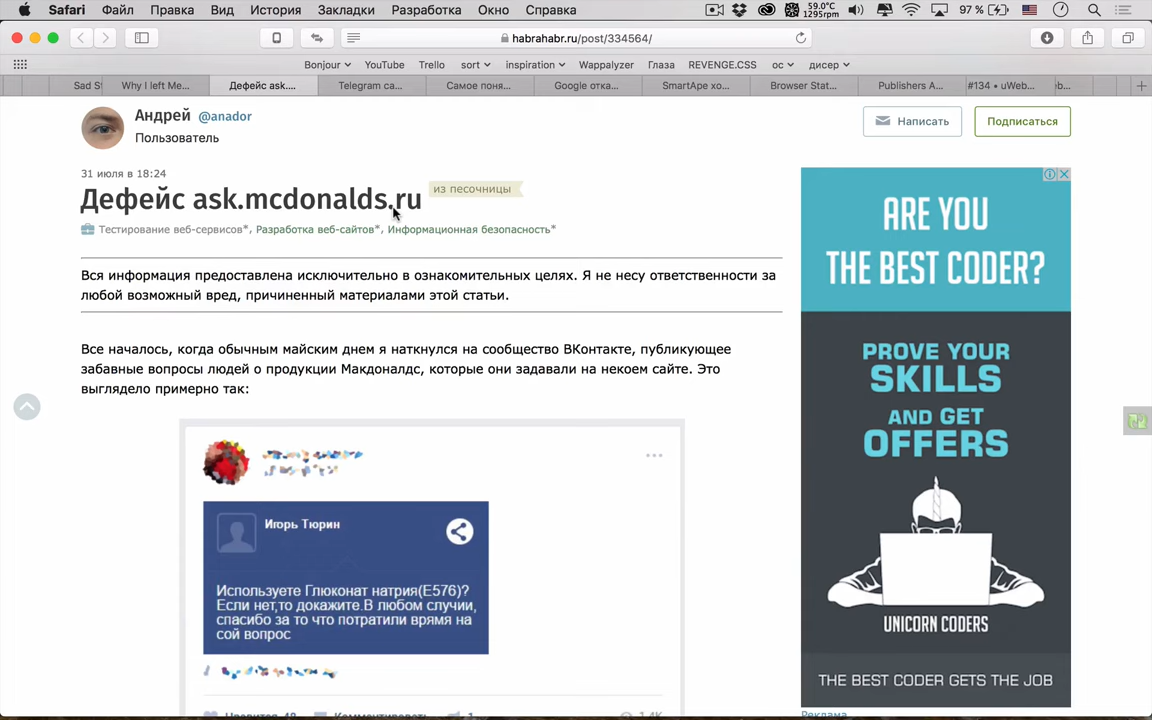 Safari Файл Правка Вид История Закладки Разработка Окно Справка 59.0°C 1295rpm 97 %
habrahabr.ru/post/334564/
Bonjour YouTube Trello sort inspiration Wappalyzer Глаза REVENGE.CSS ос дисер
Sad S Why I left Me... Дефейс ask.... Telegram са... Самое поня... Google отка... SmartApe хо... Browser Stat... Publishers A... #134 • uWeb...
Андрей @anador
Пользователь
Написать
Подписаться
31 июля в 18:24
Дефейс ask.mcdonalds.ru из песочницы
Тестирование веб-сервисов*, Разработка веб-сайтов*, Информационная безопасность*
Вся информация предоставлена исключительно в ознакомительных целях. Я не несу ответственности за
любой возможный вред, причиненный материалами этой статьи.
Все началось, когда обычным майским днем я наткнулся на сообщество ВКонтакте, публикующее
забавные вопросы людей о продукции Макдоналдс, которые они задавали на некоем сайте. Это
выглядело примерно так:
Игорь Тюрин
Используете Глюконат натрия(Е576)?
Если нет,то докажите.В любом случии,
спасибо за то что потратили врямя на
сой вопрос
ARE YOU
THE BEST CODER?
PROVE YOUR
SKILLS
AND GET
OFFERS
UNICORN CODERS
THE BEST CODER GETS THE JOB
Реклама